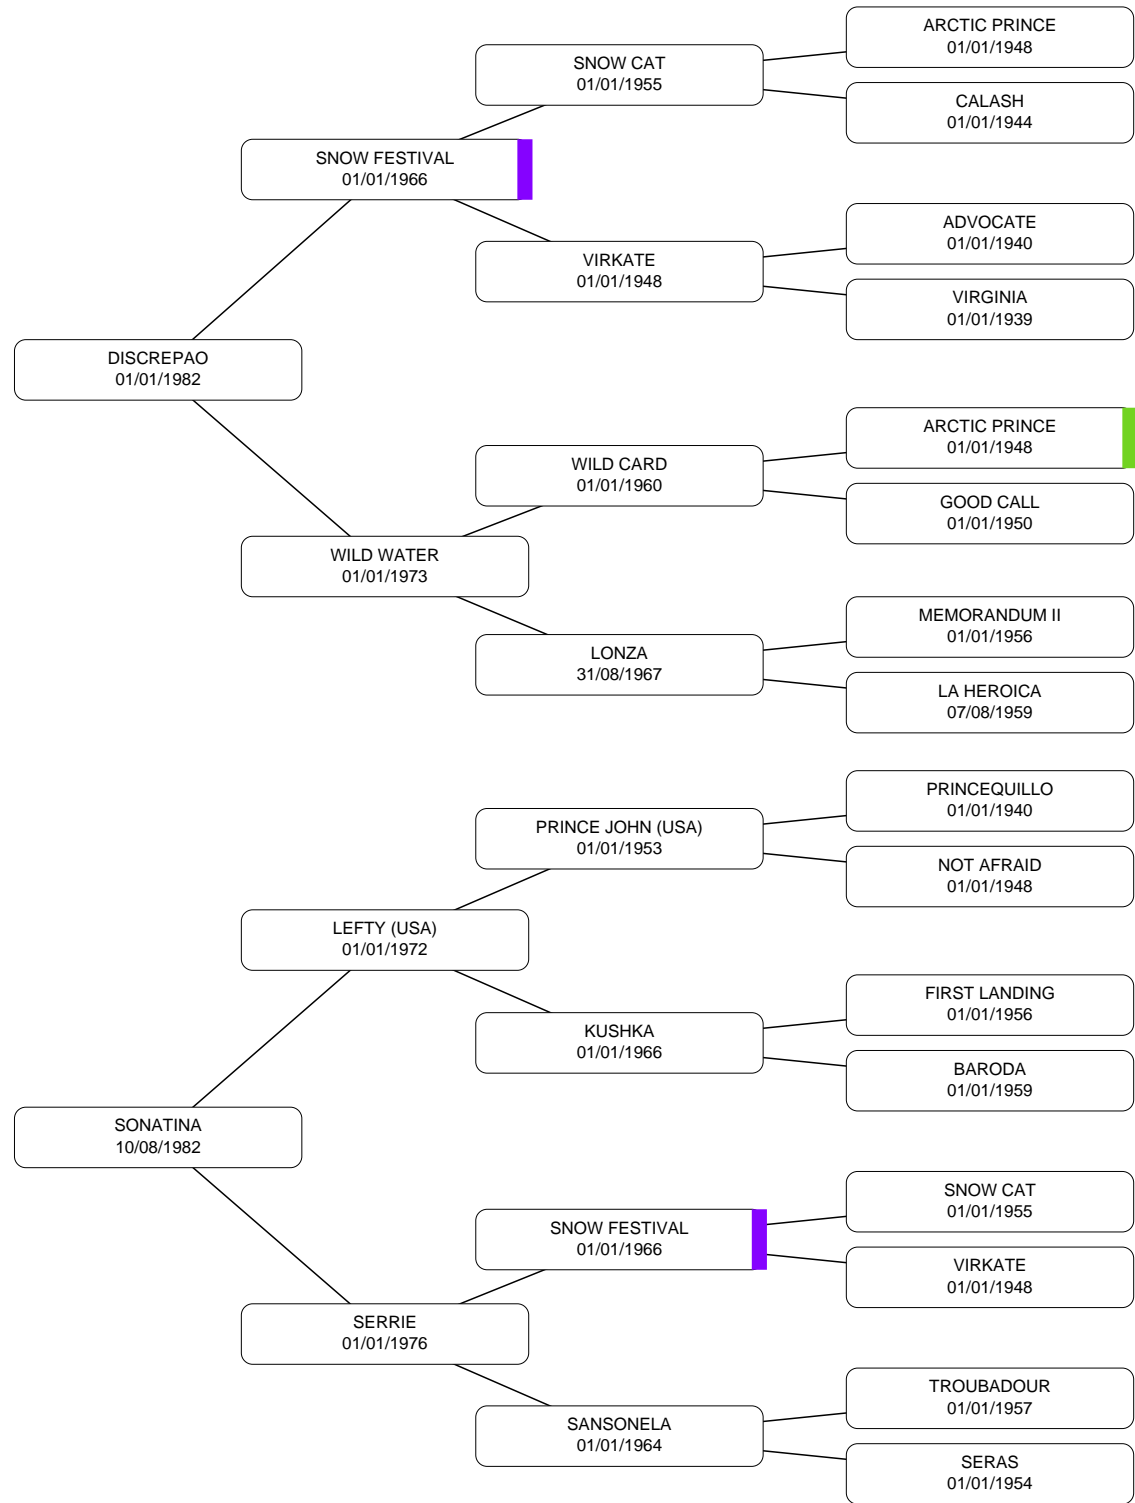 ARCTIC PRINCE
01/01/1948
SNOW CAT
01/01/1955
CALASH
01/01/1944
SNOW FESTIVAL
01/01/1966
ADVOCATE
01/01/1940
VIRKATE
01/01/1948
VIRGINIA
01/01/1939
DISCREPAO
01/01/1982
ARCTIC PRINCE
01/01/1948
WILD CARD
01/01/1960
GOOD CALL
01/01/1950
WILD WATER
01/01/1973
MEMORANDUM II
01/01/1956
LONZA
31/08/1967
LA HEROICA
07/08/1959
PRINCEQUILLO
01/01/1940
PRINCE JOHN (USA)
01/01/1953
NOT AFRAID
01/01/1948
LEFTY (USA)
01/01/1972
FIRST LANDING
01/01/1956
KUSHKA
01/01/1966
BARODA
01/01/1959
SONATINA
10/08/1982
SNOW CAT
01/01/1955
SNOW FESTIVAL
01/01/1966
VIRKATE
01/01/1948
SERRIE
01/01/1976
TROUBADOUR
01/01/1957
SANSONELA
01/01/1964
SERAS
01/01/1954